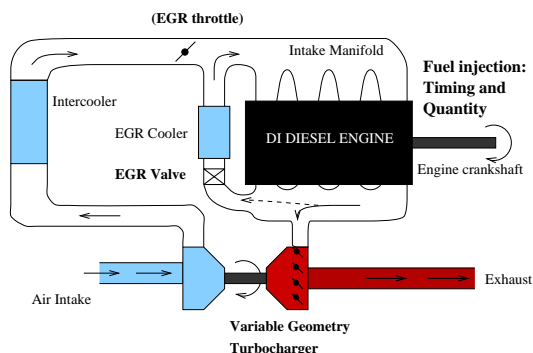 (EGR throttle)
Intake Manifold
Fuel injection:
Timing and
Quantity
Intercooler
EGR Cooler
DI DIESEL ENGINE
EGR Valve
Engine crankshaft
Air Intake
Exhaust
Variable Geometry
Turbocharger